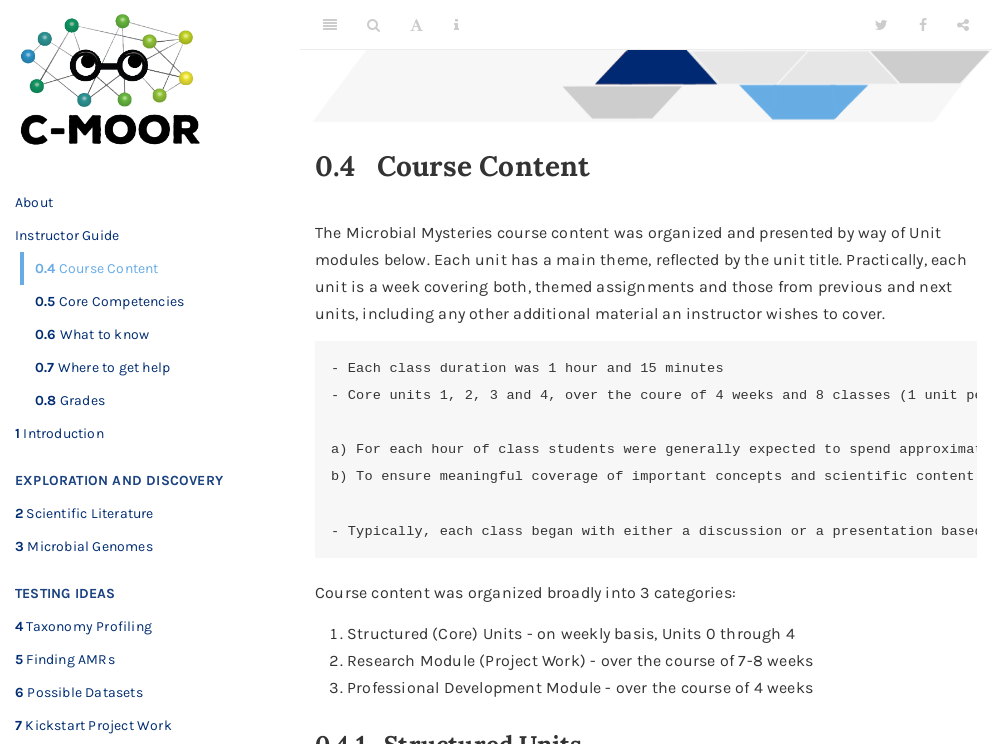 C-MOOR
About
Instructor Guide
0.4 Course Content
0.5 Core Competencies
0.6 What to know
0.7 Where to get help
0.8 Grades
1 Introduction
EXPLORATION AND DISCOVERY
2 Scientific Literature
3 Microbial Genomes
TESTING IDEAS
4 Taxonomy Profiling
5 Finding AMRs
6 Possible Datasets
7 Kickstart Project Work
0.4 Course Content
The Microbial Mysteries course content was organized and presented by way of Unit
modules below. Each unit has a main theme, reflected by the unit title. Practically, each
unit is a week covering both, themed assignments and those from previous and next
units, including any other additional material an instructor wishes to cover.
- Each class duration was 1 hour and 15 minutes
- Core units 1, 2, 3 and 4, over the coure of 4 weeks and 8 classes (1 unit
a) For each hour of class students were generally expected to spend
b) To ensure meaningful coverage of important concepts and scientific content
- Typically, each class began with either a discussion or a presentation based
Course content was organized broadly into 3 categories:
1. Structured (Core) Units - on weekly basis, Units 0 through 4
2. Research Module (Project Work) - over the course of 7-8 weeks
3. Professional Development Module - over the course of 4 weeks
0.4.1 Structured Units